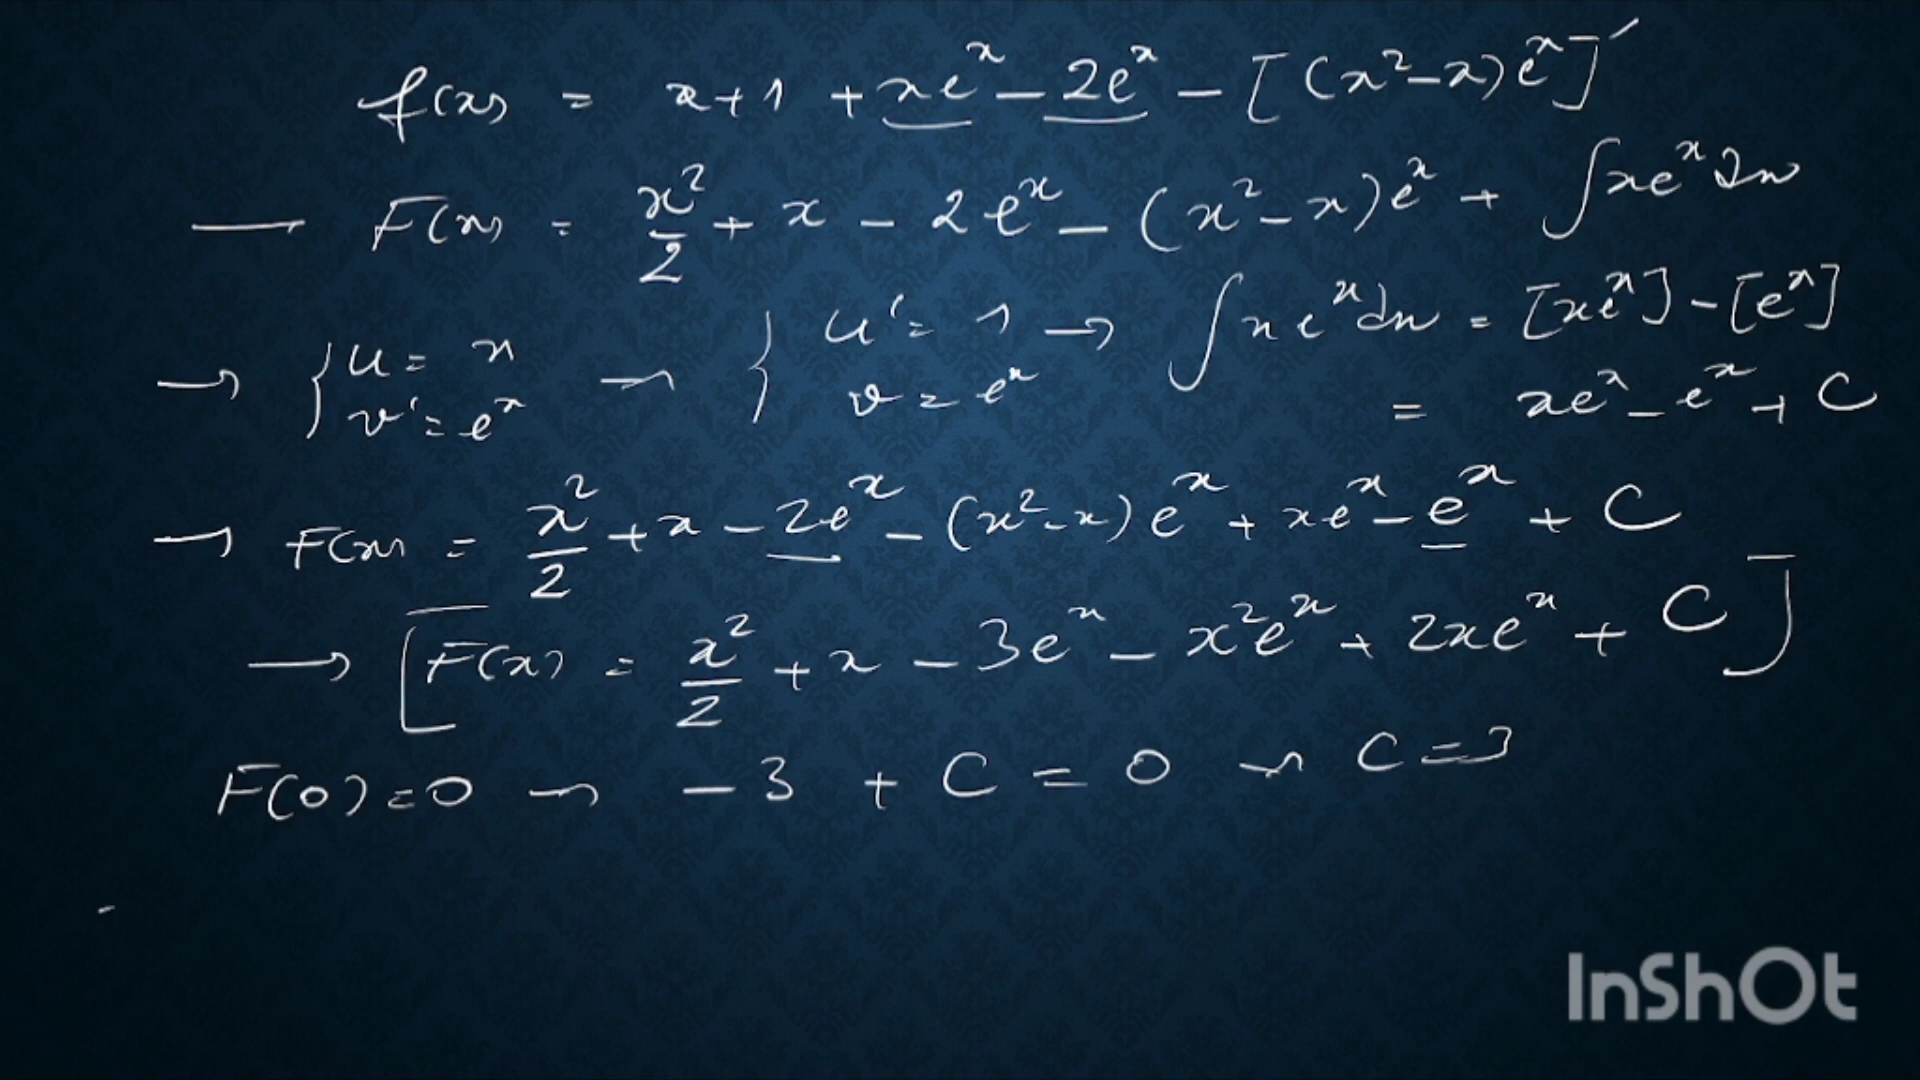 f(x) = x+1 +xe^x - 2e^x - [(x²-x)e^x]'
— F(x) = x²/2 + x - 2e^x - (x²-x)e^x + ∫xe^x dx
→ { u = x v' = e^x → { u' = 1 v = e^x → ∫xe^x dx = [xe^x] - [e^x]
= xe^x - e^x + C
→ F(x) = x²/2 + x - 2e^x - (x²-x)e^x + xe^x - e^x + C
→ [F(x) = x²/2 + x - 3e^x - x²e^x + 2xe^x + C]
F(0)=0 → -3 + C = 0 → C = 3
InShOt